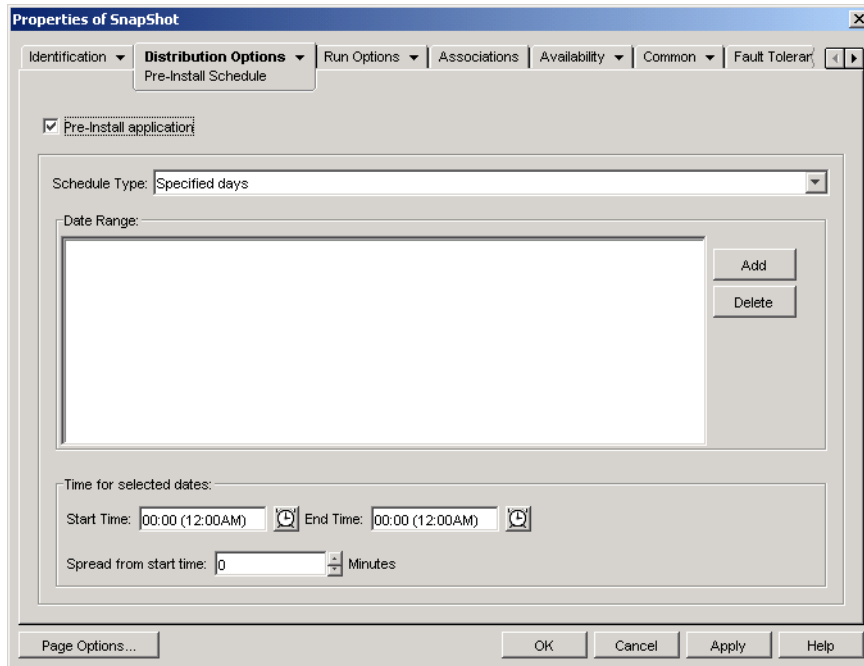 Properties of SnapShot
Identification Distribution Options Run Options Associations Availability Common Fault Toleran
Pre-Install Schedule
Pre-Install application
Schedule Type: Specified days
Date Range:
Add
Delete
Time for selected dates:
Start Time: 00:00 (12:00AM) End Time: 00:00 (12:00AM)
Spread from start time: 0 Minutes
Page Options... OK Cancel Apply Help